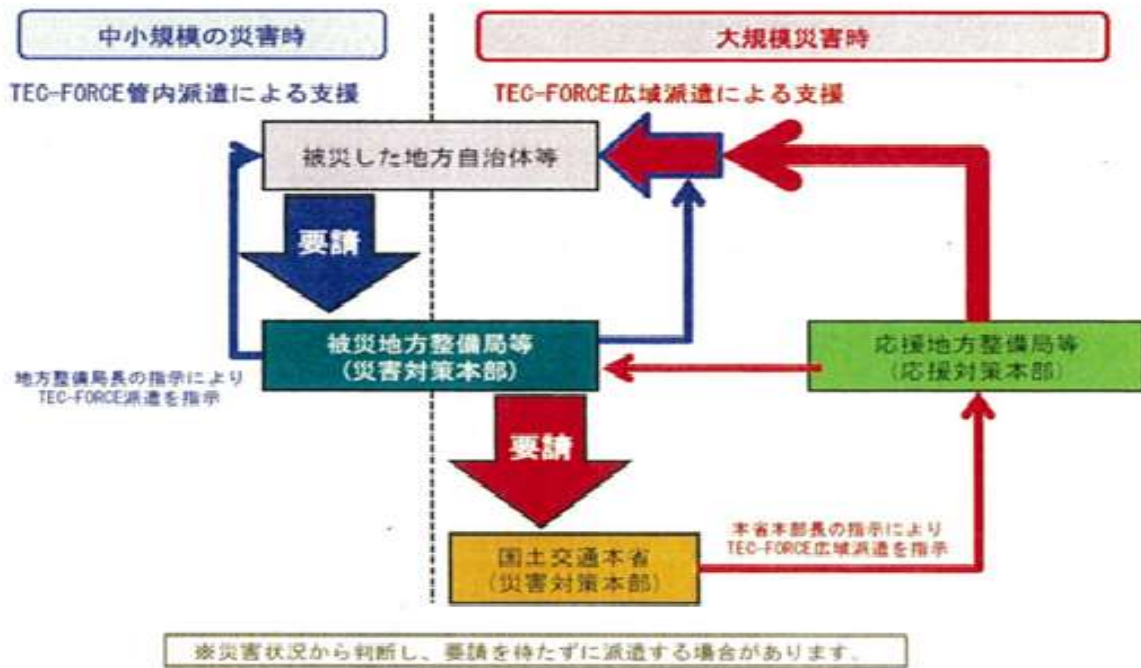 中小規模の災害時
大規模災害時
TEC-FORCE管内派遣による支援
TEC-FORCE広域派遣による支援
被災した地方自治体等
要請
被災地方整備局等
(災害対策本部)
応援地方整備局等
(応援対策本部)
地方整備局長の指示により
TEC-FORCE派遣を指示
要請
本省本部長の指示により
TEC-FORCE広域派遣を指示
国土交通本省
(災害対策本部)
※災害状況から判断し、要請を待たずに派遣する場合があります。